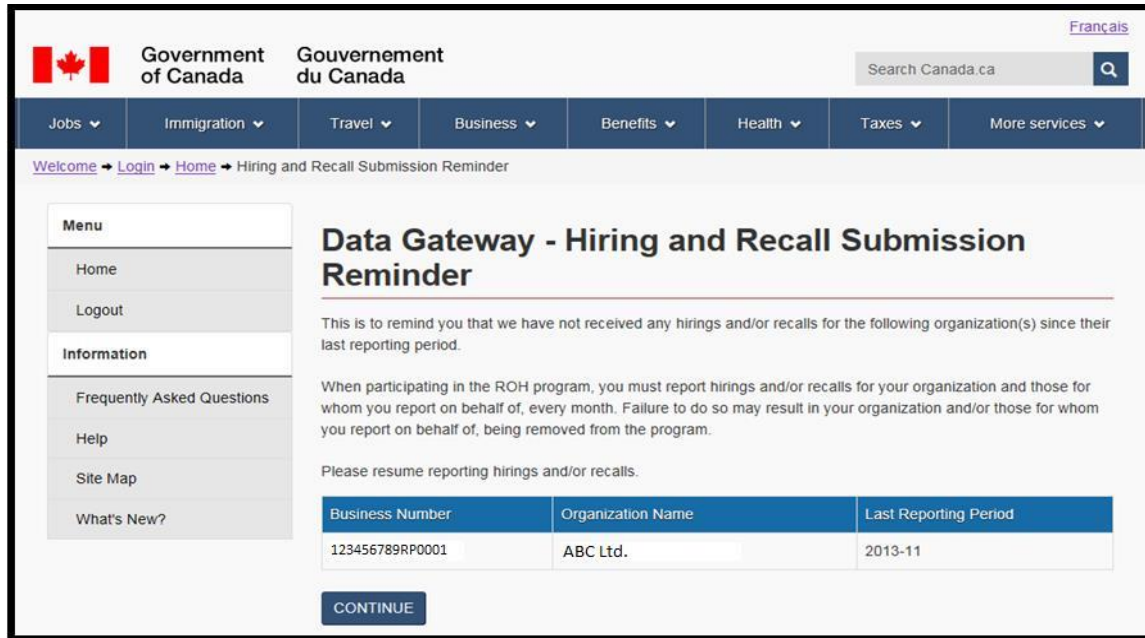 Français
Government of Canada
Gouvernement du Canada
Search Canada.ca
Jobs Immigration Travel Business Benefits Health Taxes More services
Welcome → Login → Home → Hiring and Recall Submission Reminder
Menu
Home
Logout
Information
Frequently Asked Questions
Help
Site Map
What's New?
Data Gateway - Hiring and Recall Submission
Reminder
This is to remind you that we have not received any hirings and/or recalls for the following organization(s) since their
last reporting period.
When participating in the ROH program, you must report hirings and/or recalls for your organization and those for
whom you report on behalf of, every month. Failure to do so may result in your organization and/or those for whom
you report on behalf of, being removed from the program.
Please resume reporting hirings and/or recalls.
Business Number Organization Name Last Reporting Period
123456789RP0001 ABC Ltd. 2013-11
CONTINUE